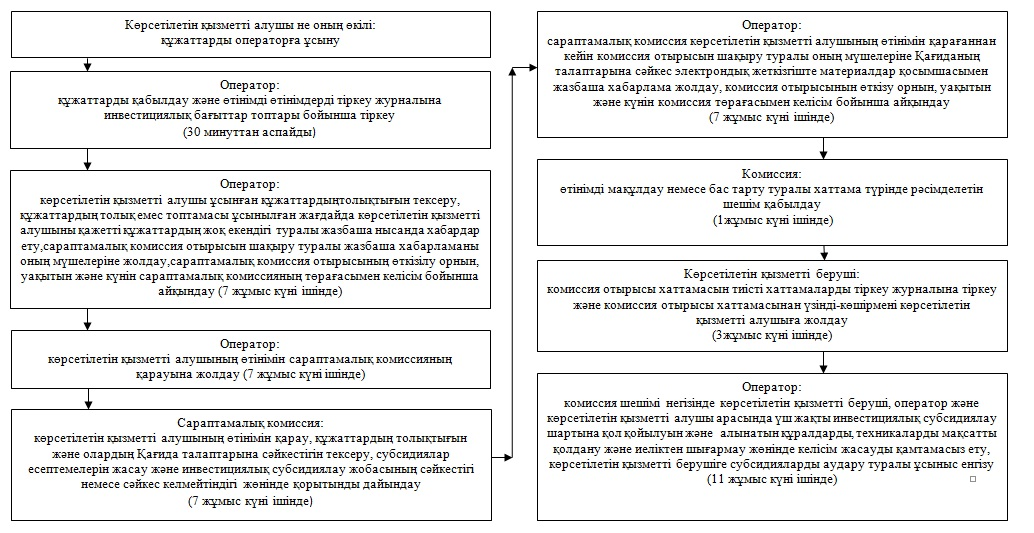 Көрсетілетін қызметті алушы не оның өкілі:
құжаттарды операторға ұсыну
Оператор:
құжаттарды қабылдау және өтінімді өтінімдерді тіркеу журналына
инвестициялық бағыттар топтары бойынша тіркеу
(30 минуттан аспайды)
Оператор:
көрсетілетін қызметті алушы ұсынған құжаттардыңтолықтығын тексеру,
құжаттардың толық емес топтамасы ұсынылған жағдайда көрсетілетін қызметті
алушыны қажетті құжаттардың жоқ екендігі туралы жазбаша нысанда хабардар
ету,сараптамалық комиссия отырысын шақыру туралы жазбаша хабарламаны
оның мүшелеріне жолдау,сараптамалық комиссия отырысының өткізілу орнын,
уақытын және күнін сараптамалық комиссияның төрағасымен келісім бойынша
айқындау (7 жұмыс күні ішінде)
Оператор:
көрсетілетін қызметті алушының өтінімін сараптамалық комиссияның
қарауына жолдау (7 жұмыс күні ішінде)
Сараптамалық комиссия:
көрсетілетін қызметті алушының өтінімін қарау, құжаттардың толықтығын
және олардың Қағида талаптарына сәйкестігін тексеру, субсидиялар
есептемелерін жасау және инвестициялық субсидиялау жобасының сәйкестігі
немесе сәйкес келмейтіндігі жөнінде қорытынды дайындау
(7 жұмыс күні ішінде)
Оператор:
сараптамалық комиссия көрсетілетін қызметті алушының өтінімін қарағаннан
кейін комиссия отырысын шақыру туралы оның мүшелеріне Қағиданың
талаптарына сәйкес электрондық жеткізгіште материалдар қосымшасымен
жазбаша хабарлама жолдау, комиссия отырысынын өткізу орнын, уақытын
және күнін комиссия төрағасымен келісім бойынша айқындау
(7 жұмыс күні ішінде)
Комиссия:
өтінімді мақұлдау немесе бас тарту туралы хаттама түрінде рәсімделетін
шешім қабылдау
(1жұмыс күні ішінде)
Көрсетілетін қызметті беруші:
комиссия отырысы хаттамасын тиісті хаттамаларды тіркеу журналына тіркеу
және комиссия отырысы хаттамасынан үзінді-көшірмені көрсетілетін
қызметті алушыға жолдау
(3жұмыс күні ішінде)
Оператор:
комиссия шешімі негізінде көрсетілетін қызметті беруші, оператор және
көрсетілетін қызметті алушы арасында үш жақты инвестициялық субсидиялау
шартына қол қойылуын және алынатын құралдарды, техникаларды мақсатты
қолдану және иеліктен шығармау жөнінде келісім жасауды қамтамасыз ету,
көрсетілетін қызметті берушіге субсидияларды аудару туралы ұсыныс енгізу
(11 жұмыс күні ішінде)